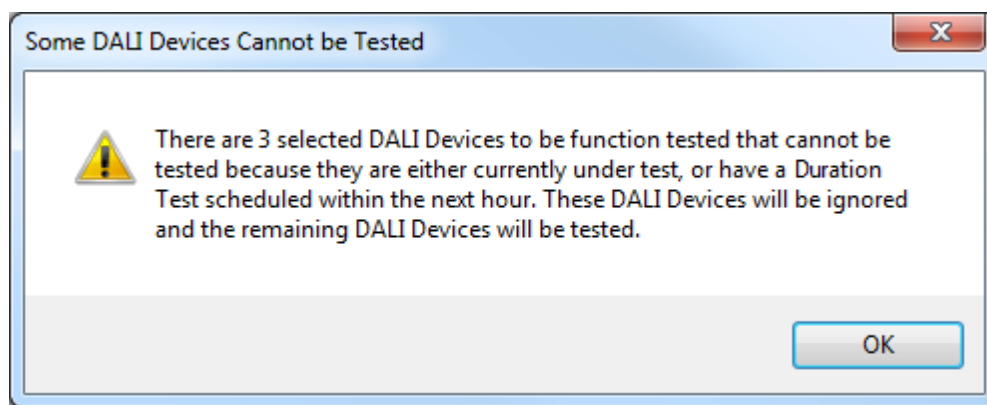 Some DALI Devices Cannot be Tested
There are 3 selected DALI Devices to be function tested that cannot be
tested because they are either currently under test, or have a Duration
Test scheduled within the next hour. These DALI Devices will be ignored
and the remaining DALI Devices will be tested.
OK